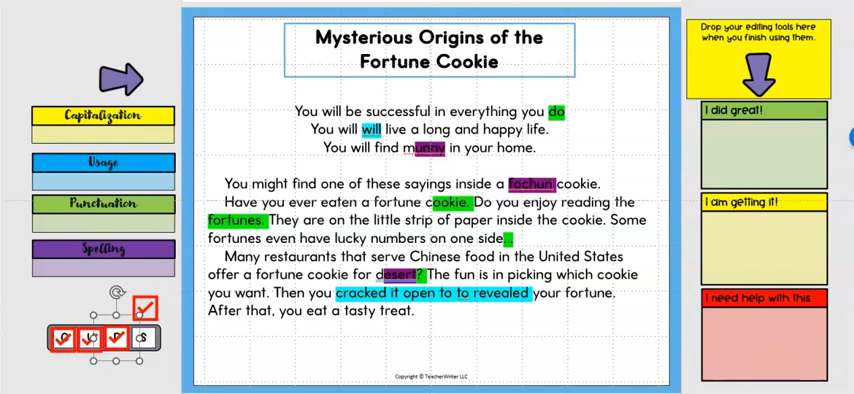 Mysterious Origins of the
Fortune Cookie
Drop your editing tools here
when you finish using them.
Capitalization
Usage
Punctuation
Spelling
You will be successful in everything you do
You will will live a long and happy life.
You will find munny in your home.
You might find one of these sayings inside a fochun cookie.
Have you ever eaten a fortune cookie. Do you enjoy reading the
fortunes. They are on the little strip of paper inside the cookie. Some
fortunes even have lucky numbers on one side...
Many restaurants that serve Chinese food in the United States
offer a fortune cookie for desert? The fun is in picking which cookie
you want. Then you cracked it open to to revealed your fortune.
After that, you eat a tasty treat.
I did great!
I am getting it!
I need help with this
C U P S
Copyright © TeacherWriter LLC